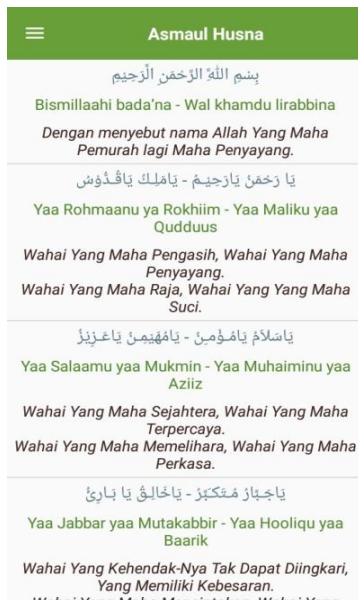 Asmaul Husna
بِسْمِ اللّٰهِ الرَّحْمَنِ الرَّحِيْمِ
Bismillaahi bada'na - Wal khamdu lirabbina
Dengan menyebut nama Allah Yang Maha
Pemurah lagi Maha Penyayang.
يَا رَحْمَنُ يَارَحِيْمُ - يَامَلِكُ يَاقُدُّوْسُ
Yaa Rohmaanu ya Rokhiim - Yaa Maliku yaa
Qudduus
Wahai Yang Maha Pengasih, Wahai Yang Maha
Penyayang.
Wahai Yang Maha Raja, Wahai Yang Yang Maha
Suci.
يَاسَلاَمُ يَامُؤْمِنُ - يَامُهَيْمِنُ يَاعَزِيْزُ
Yaa Salaamu yaa Mukmin - Yaa Muhaiminu yaa
Aziiz
Wahai Yang Maha Sejahtera, Wahai Yang Maha
Terpercaya.
Wahai Yang Maha Memelihara, Wahai Yang Maha
Perkasa.
يَاجَبَّارُ مُتَكَبِّرُ - يَاخَالِقُ يَا بَارِئُ
Yaa Jabbar yaa Mutakabbir - Yaa Hooliqu yaa
Baarik
Wahai Yang Kehendak-Nya Tak Dapat Diingkari,
Yang Memiliki Kebesaran.